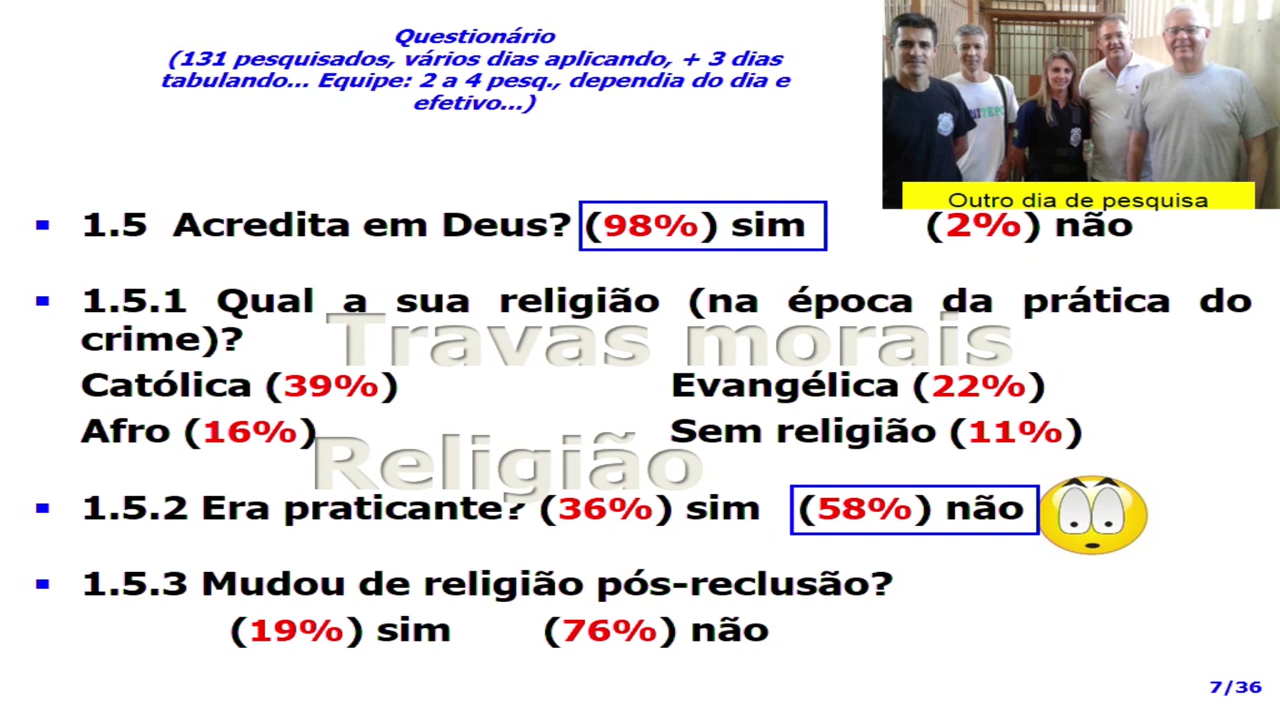 Questionário
(131 pesquisados, vários dias aplicando, + 3 dias
tabulando... Equipe: 2 a 4 pesq., dependia do dia e
efetivo...)
Outro dia de pesquisa
1.5 Acredita em Deus? (98%) sim (2%) não
1.5.1 Qual a sua religião (na época da prática do
crime)?
Travas morais
Católica (39%) Evangélica (22%)
Afro (16%) Sem religião (11%)
Religião
1.5.2 Era praticante? (36%) sim (58%) não
1.5.3 Mudou de religião pós-reclusão?
(19%) sim (76%) não
7/36